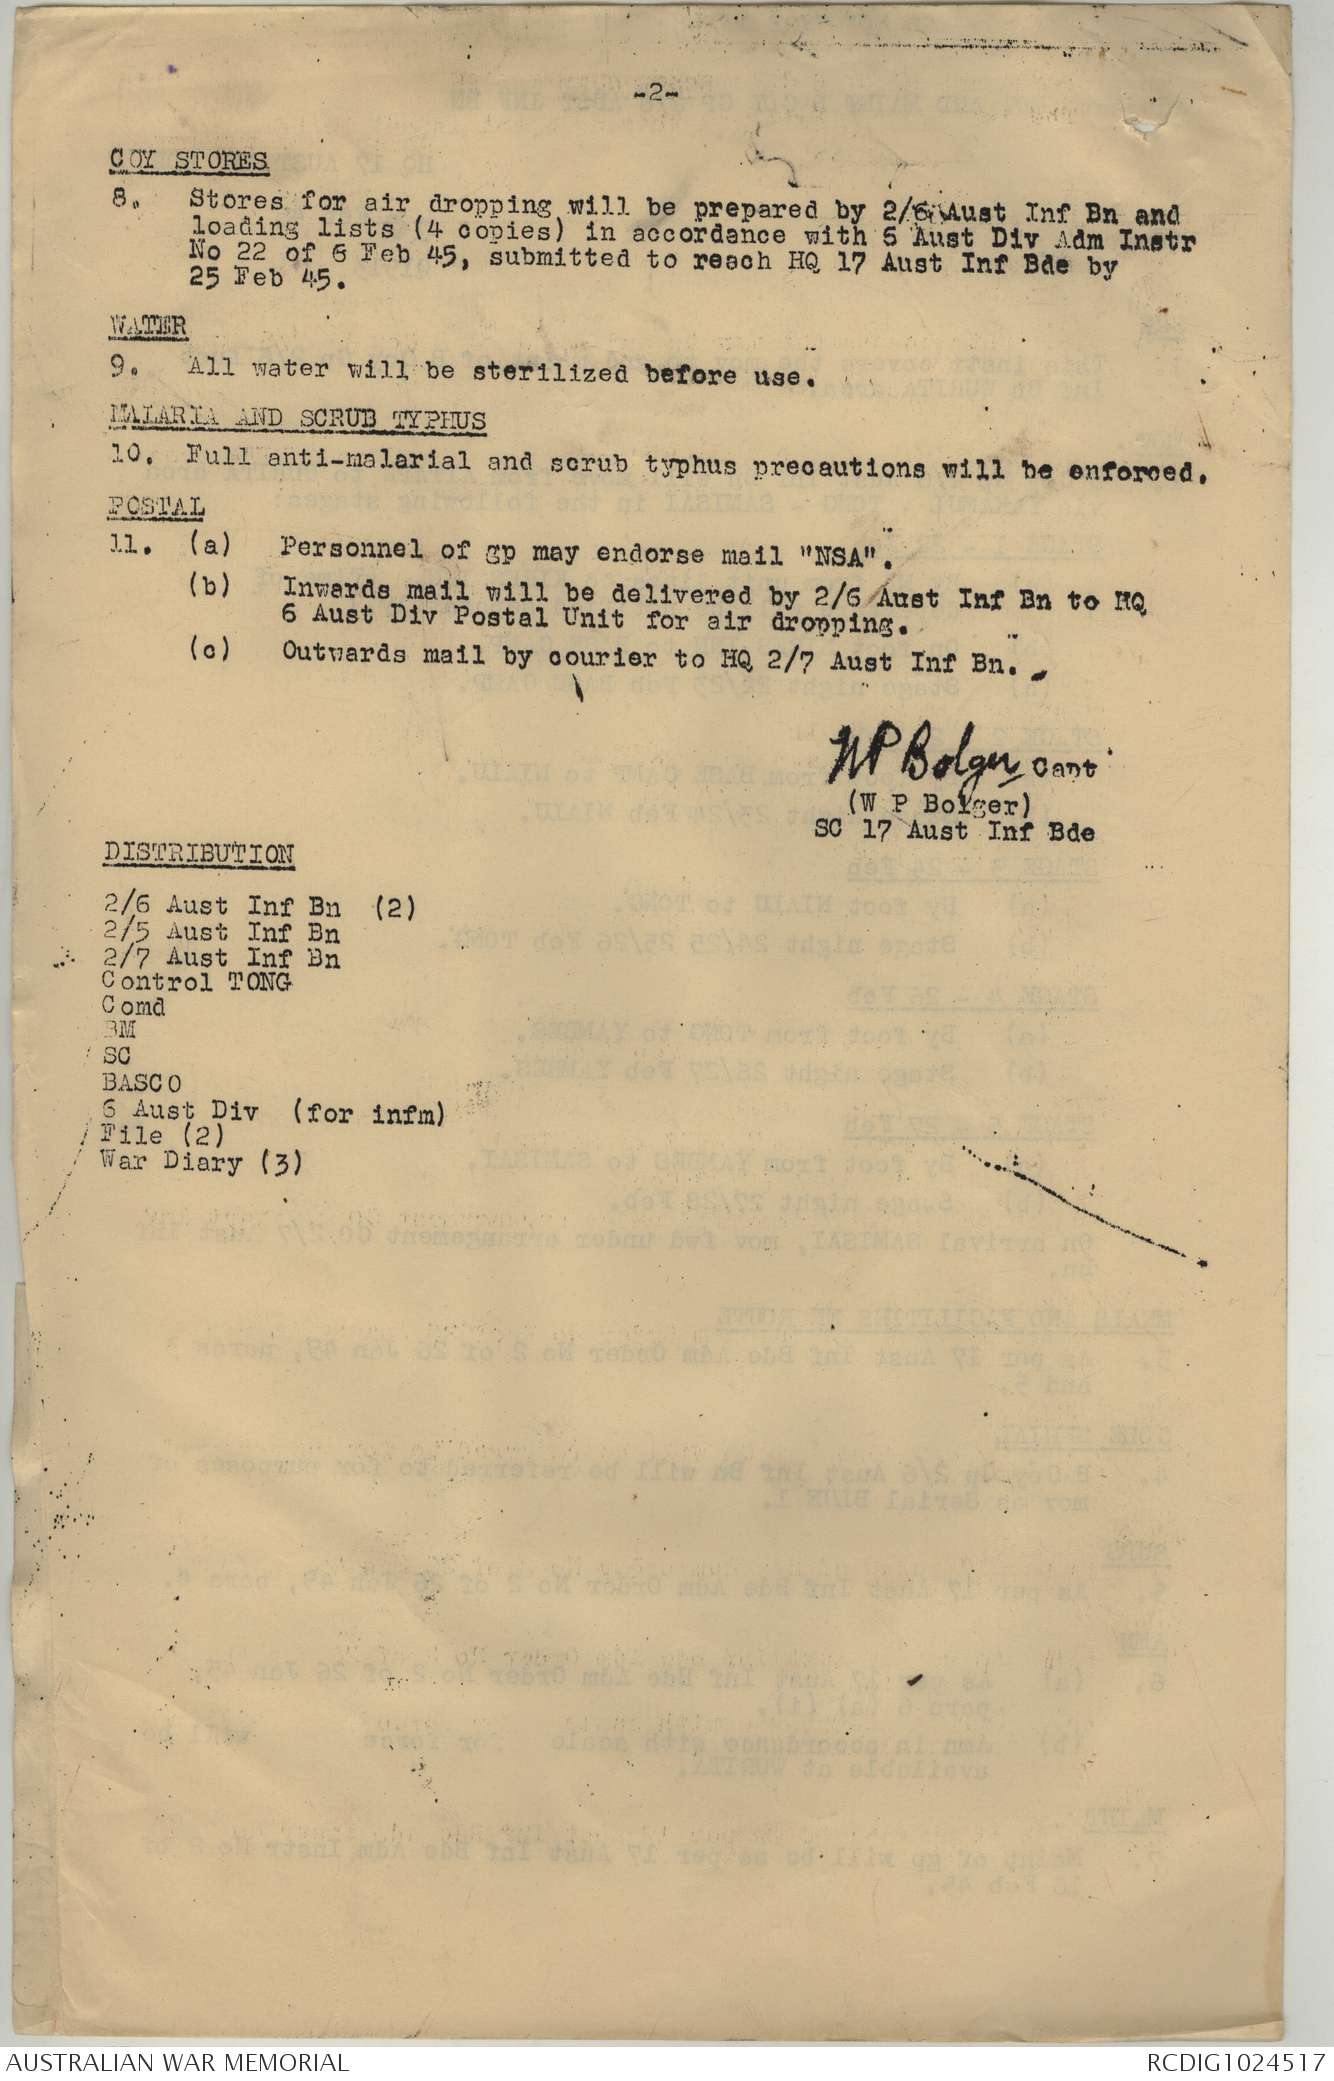 -2-
COY STORES
8. Stores for air dropping will be prepared by 2/6 Aust Inf Bn and
loading lists (4 copies) in accordance with 6 Aust Div Adm Instr
No 22 of 6 Feb 45, submitted to reach HQ 17 Aust Inf Bde by
25 Feb 45.
WATER
9. All water will be sterilized before use.
MALARIA AND SCRUB TYPHUS
10. Full anti-malarial and scrub typhus precautions will be enforced.
POSTAL
11. (a) Personnel of gp may endorse mail "NSA".
(b) Inwards mail will be delivered by 2/6 Aust Inf Bn to HQ
6 Aust Div Postal Unit for air dropping.
(c) Outwards mail by courier to HQ 2/7 Aust Inf Bn.
WP Bolger Capt
(W P Bolger)
SC 17 Aust Inf Bde
DISTRIBUTION
2/6 Aust Inf Bn (2)
2/5 Aust Inf Bn
2/7 Aust Inf Bn
Control TONG
Comd
BM
SC
BASCO
6 Aust Div (for infm)
File (2)
War Diary (3)
AUSTRALIAN WAR MEMORIAL
RCDIG1024517